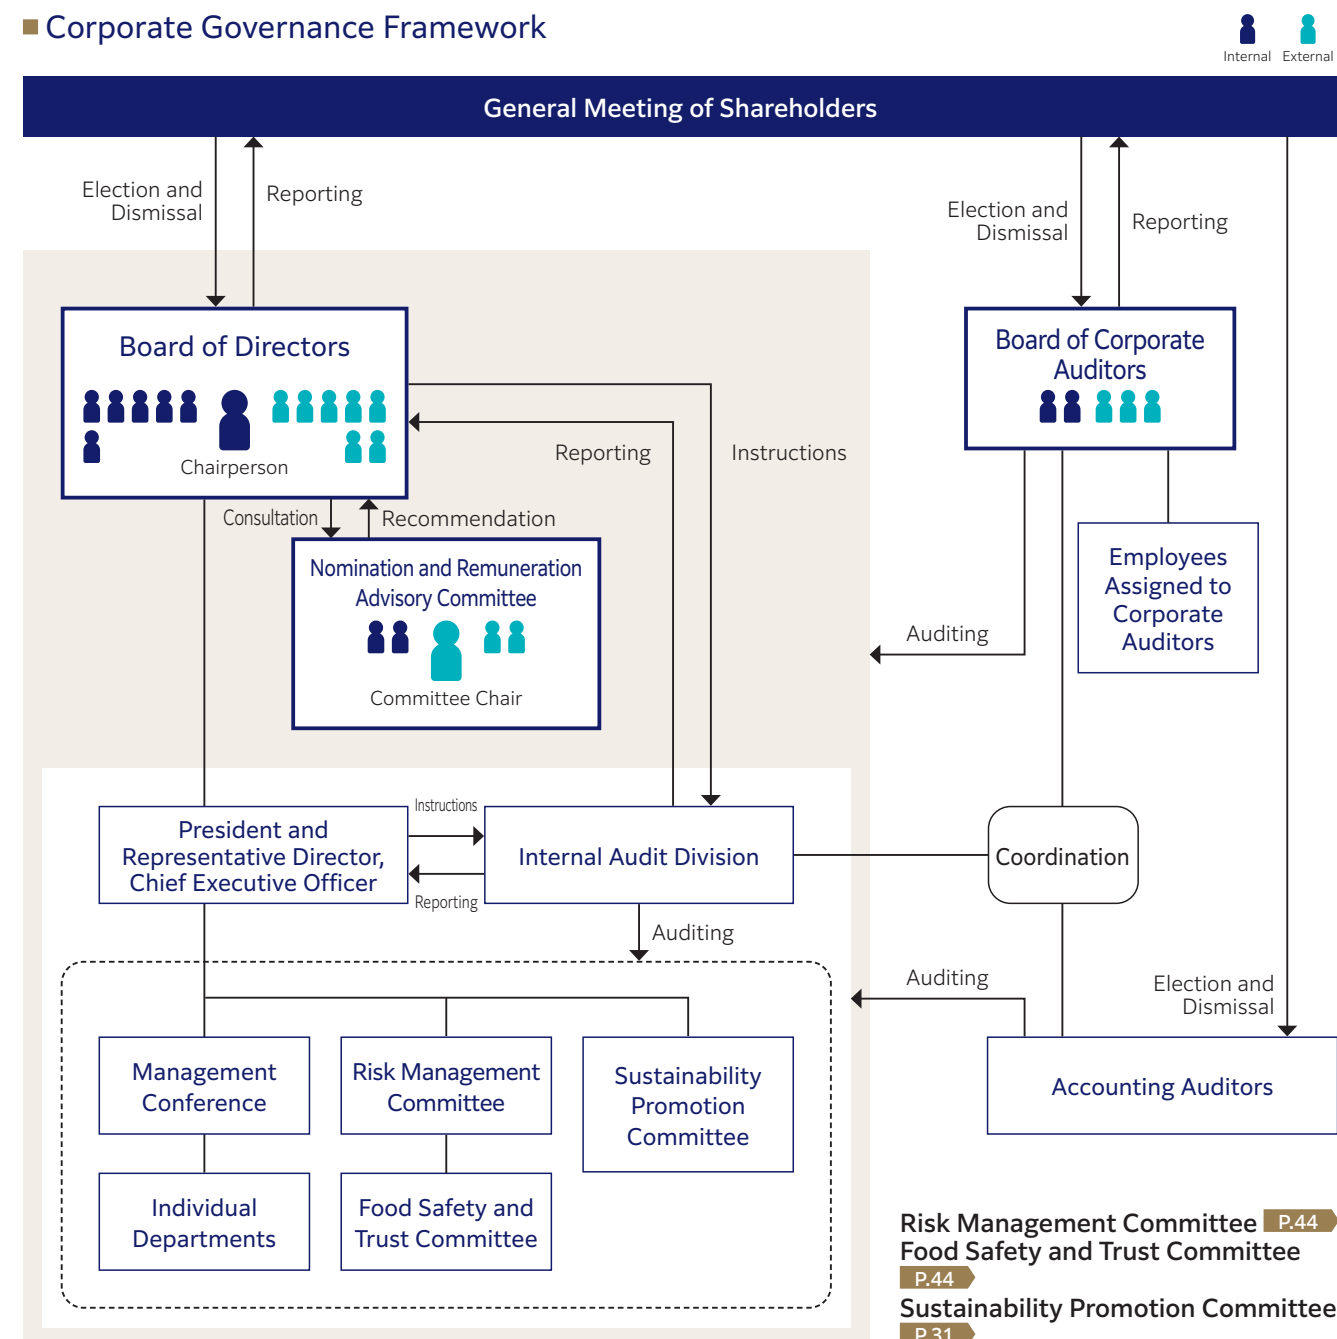 Corporate Governance Framework
Internal External
General Meeting of Shareholders
Election and
Dismissal
Reporting
Election and
Dismissal
Reporting
Board of Directors
Chairperson
Board of Corporate
Auditors
Reporting
Instructions
Consultation
Recommendation
Nomination and Remuneration
Advisory Committee
Committee Chair
Employees
Assigned to
Corporate
Auditors
Auditing
President and
Representative Director,
Chief Executive Officer
Instructions
Reporting
Internal Audit Division
Coordination
Auditing
Auditing
Election and
Dismissal
Management
Conference
Risk Management
Committee
Sustainability
Promotion
Committee
Accounting Auditors
Individual
Departments
Food Safety and
Trust Committee
Risk Management Committee P.44
Food Safety and Trust Committee
P.44
Sustainability Promotion Committee
P.31